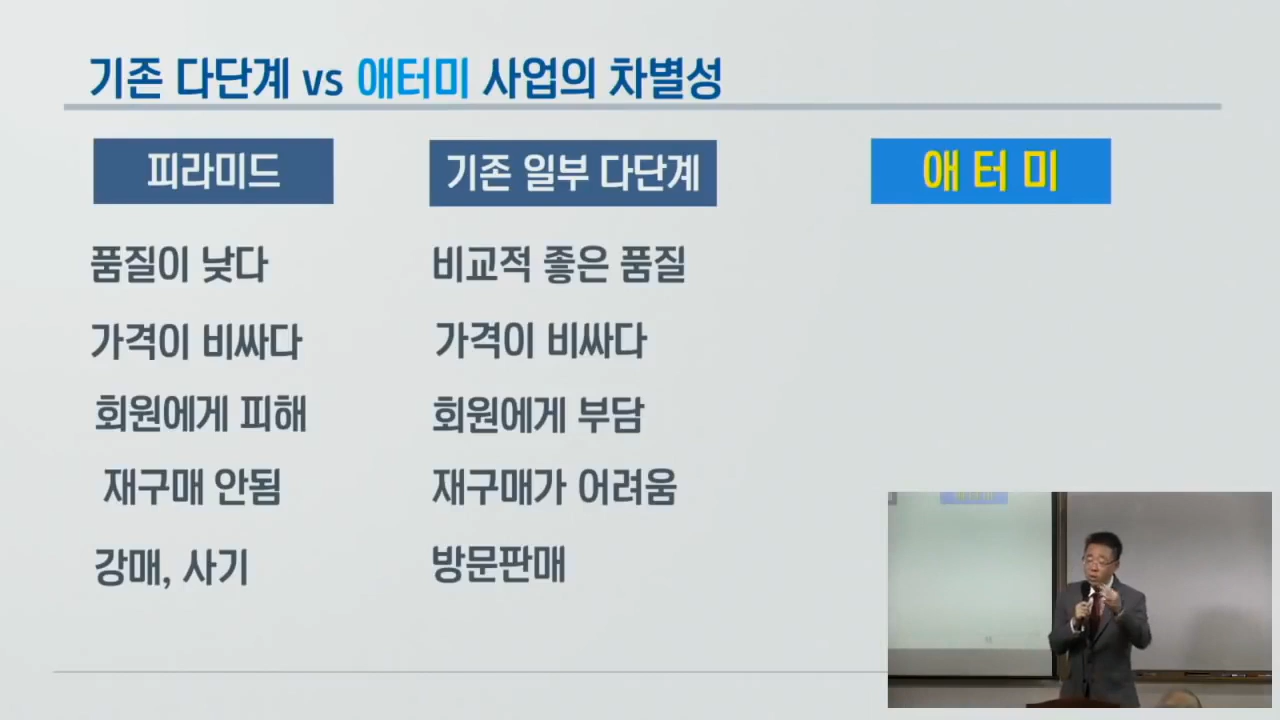 기존 다단계 vs 애터미 사업의 차별성
피라미드
기존 일부 다단계
애 터 미
품질이 낮다
비교적 좋은 품질
가격이 비싸다
가격이 비싸다
회원에게 피해
회원에게 부담
재구매 안됨
재구매가 어려움
강매, 사기
방문판매